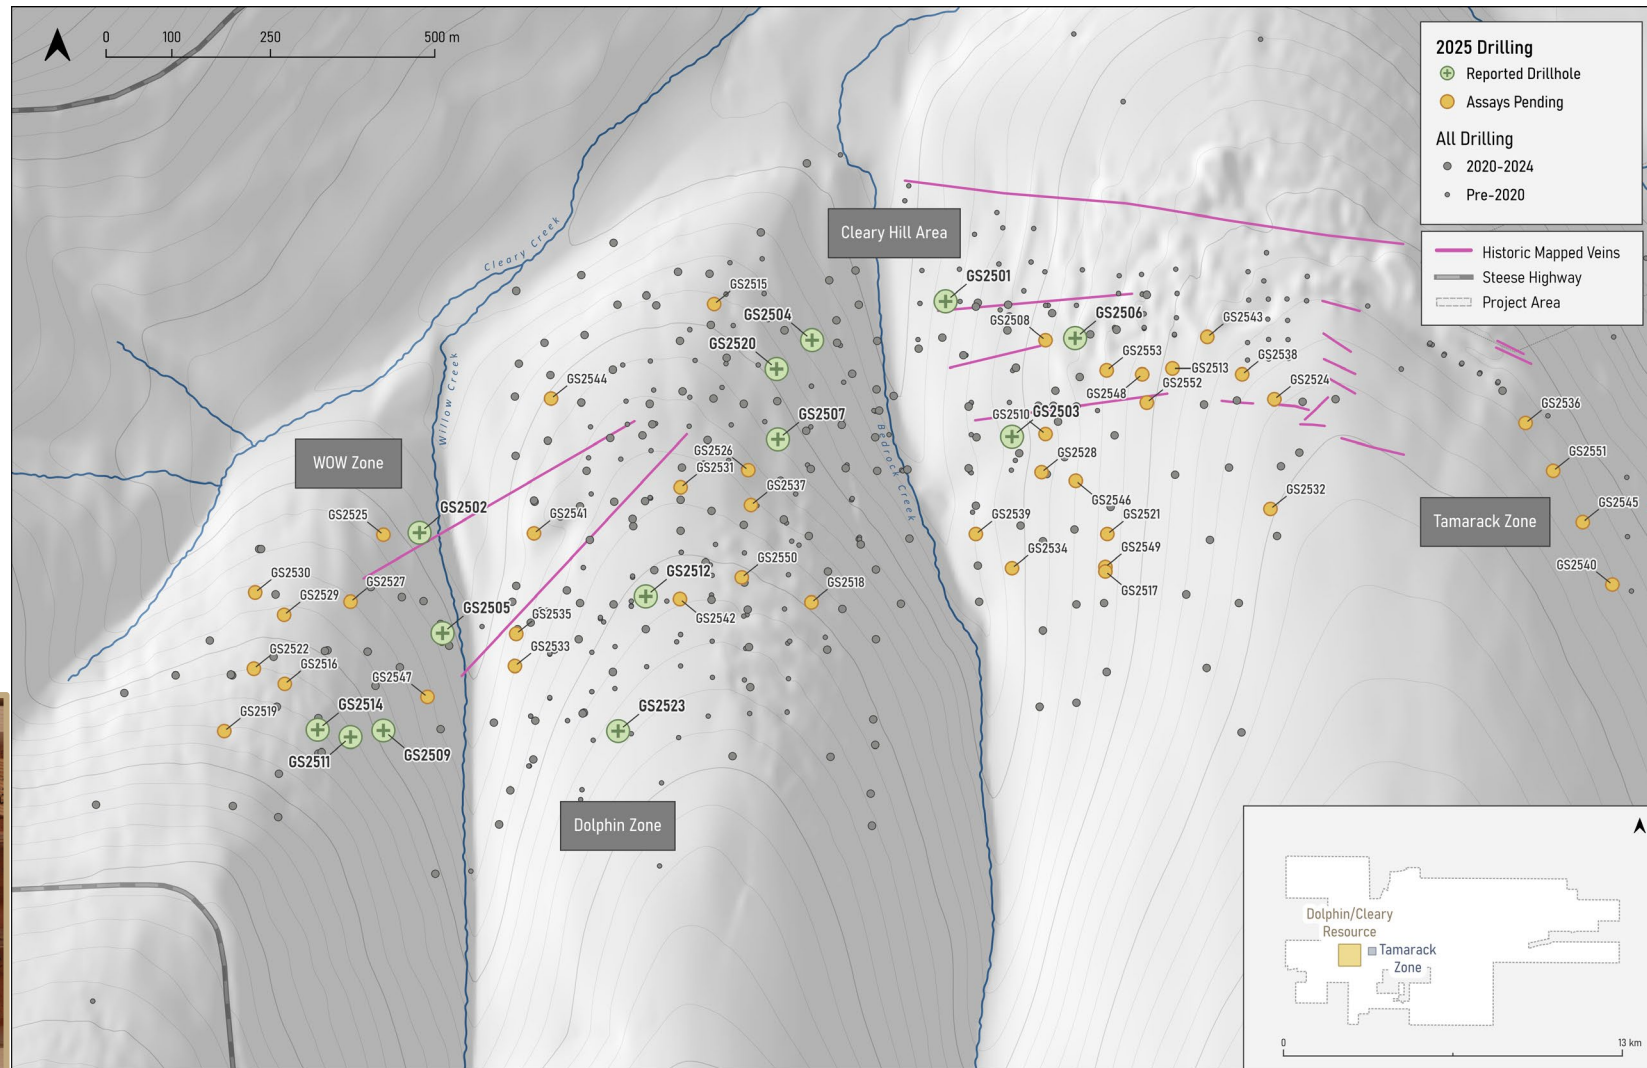 0 100 250 500 m
2025 Drilling
Reported Drillhole
Assays Pending
All Drilling
2020-2024
Pre-2020
Historic Mapped Veins
Steese Highway
Project Area
Cleary Creek
Cleary Hill Area
GS2501
GS2515
GS2504
GS2508
GS2506
GS2543
GS2520
GS2553
GS2513
GS2538
GS2544
GS2548
GS2552
GS2524
Willow Creek
GS2507
GS2510
GS2503
GS2536
Bedrock Creek
GS2526
GS2531
GS2528
GS2551
WOW Zone
GS2537
GS2546
GS2532
GS2545
GS2525
GS2502
GS2541
GS2539
GS2521
Tamarack Zone
GS2534
GS2549
GS2540
GS2530
GS2527
GS2512
GS2550
GS2518
GS2517
GS2529
GS2505
GS2535
GS2542
GS2522
GS2516
GS2533
GS2547
GS2519
GS2514
GS2523
GS2511
GS2509
Dolphin Zone
Dolphin/Cleary
Resource
Tamarack
Zone
0 13 km